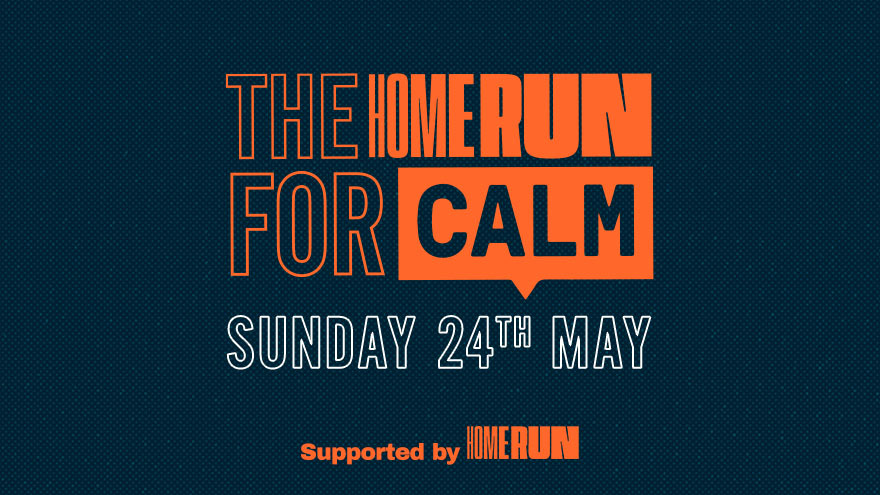 THE HOME RUN
FOR CALM
SUNDAY 24TH MAY
Supported by HOME RUN